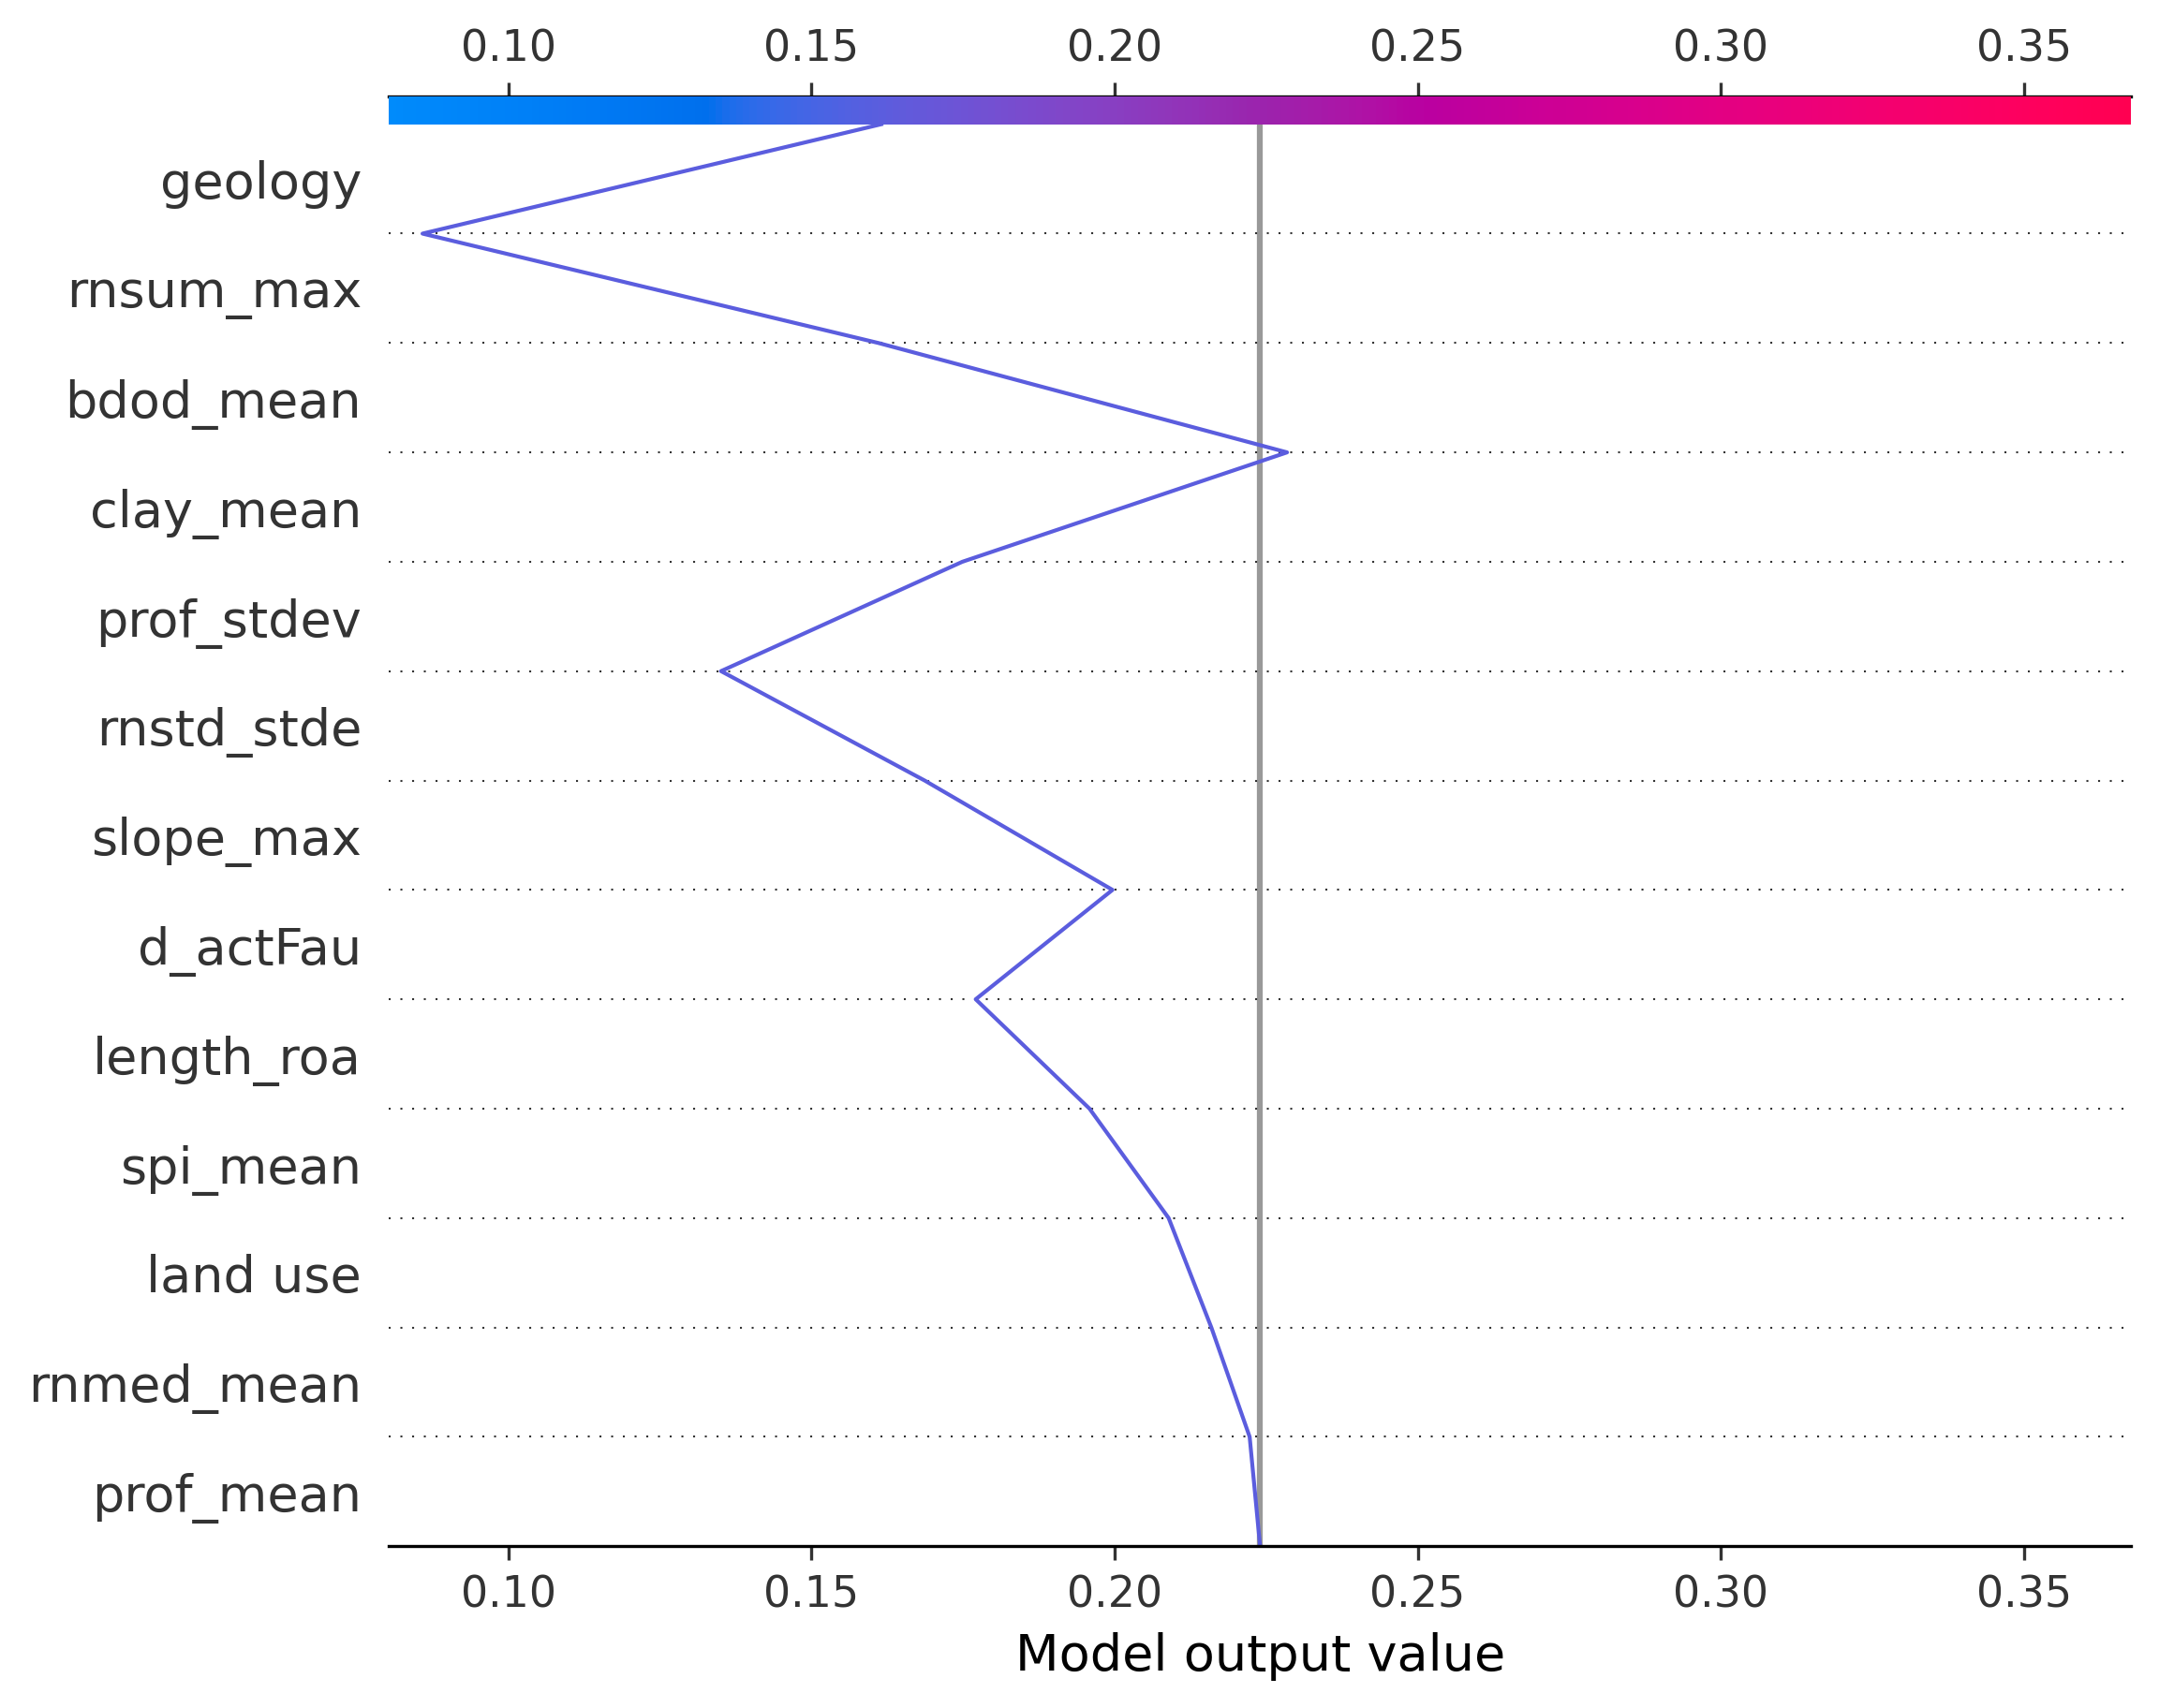 0.10 0.15 0.20 0.25 0.30 0.35
geology
rnsum_max
bdod_mean
clay_mean
prof_stdev
rnstd_stde
slope_max
d_actFau
length_roa
spi_mean
land use
rnmed_mean
prof_mean
0.10 0.15 0.20 0.25 0.30 0.35
Model output value